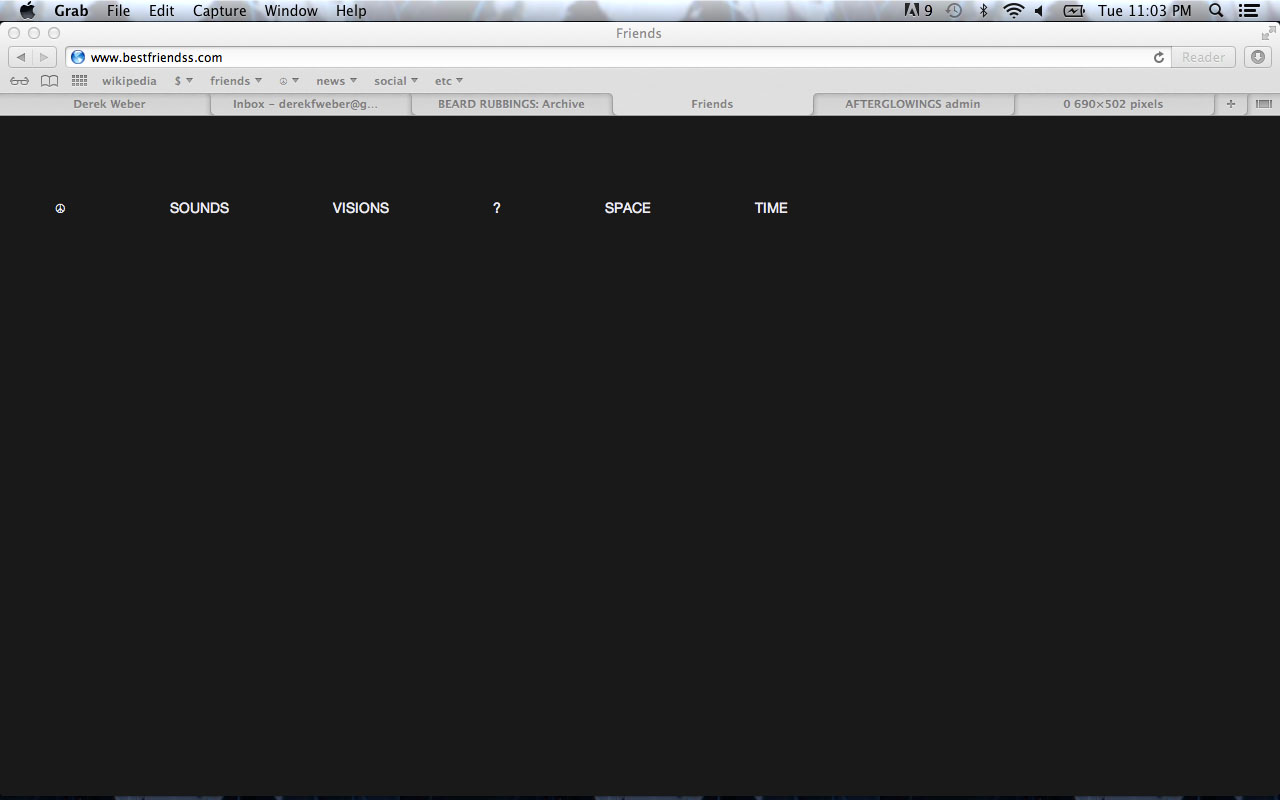 Grab File Edit Capture Window Help 9 Tue 11:03 PM
Friends
www.bestfriendss.com Reader
wikipedia $ friends ☮ news social etc
Derek Weber Inbox – derekfweber@g... BEARD RUBBINGS: Archive Friends AFTERGLOWINGS admin 0 690×502 pixels +
☮ SOUNDS VISIONS ? SPACE TIME